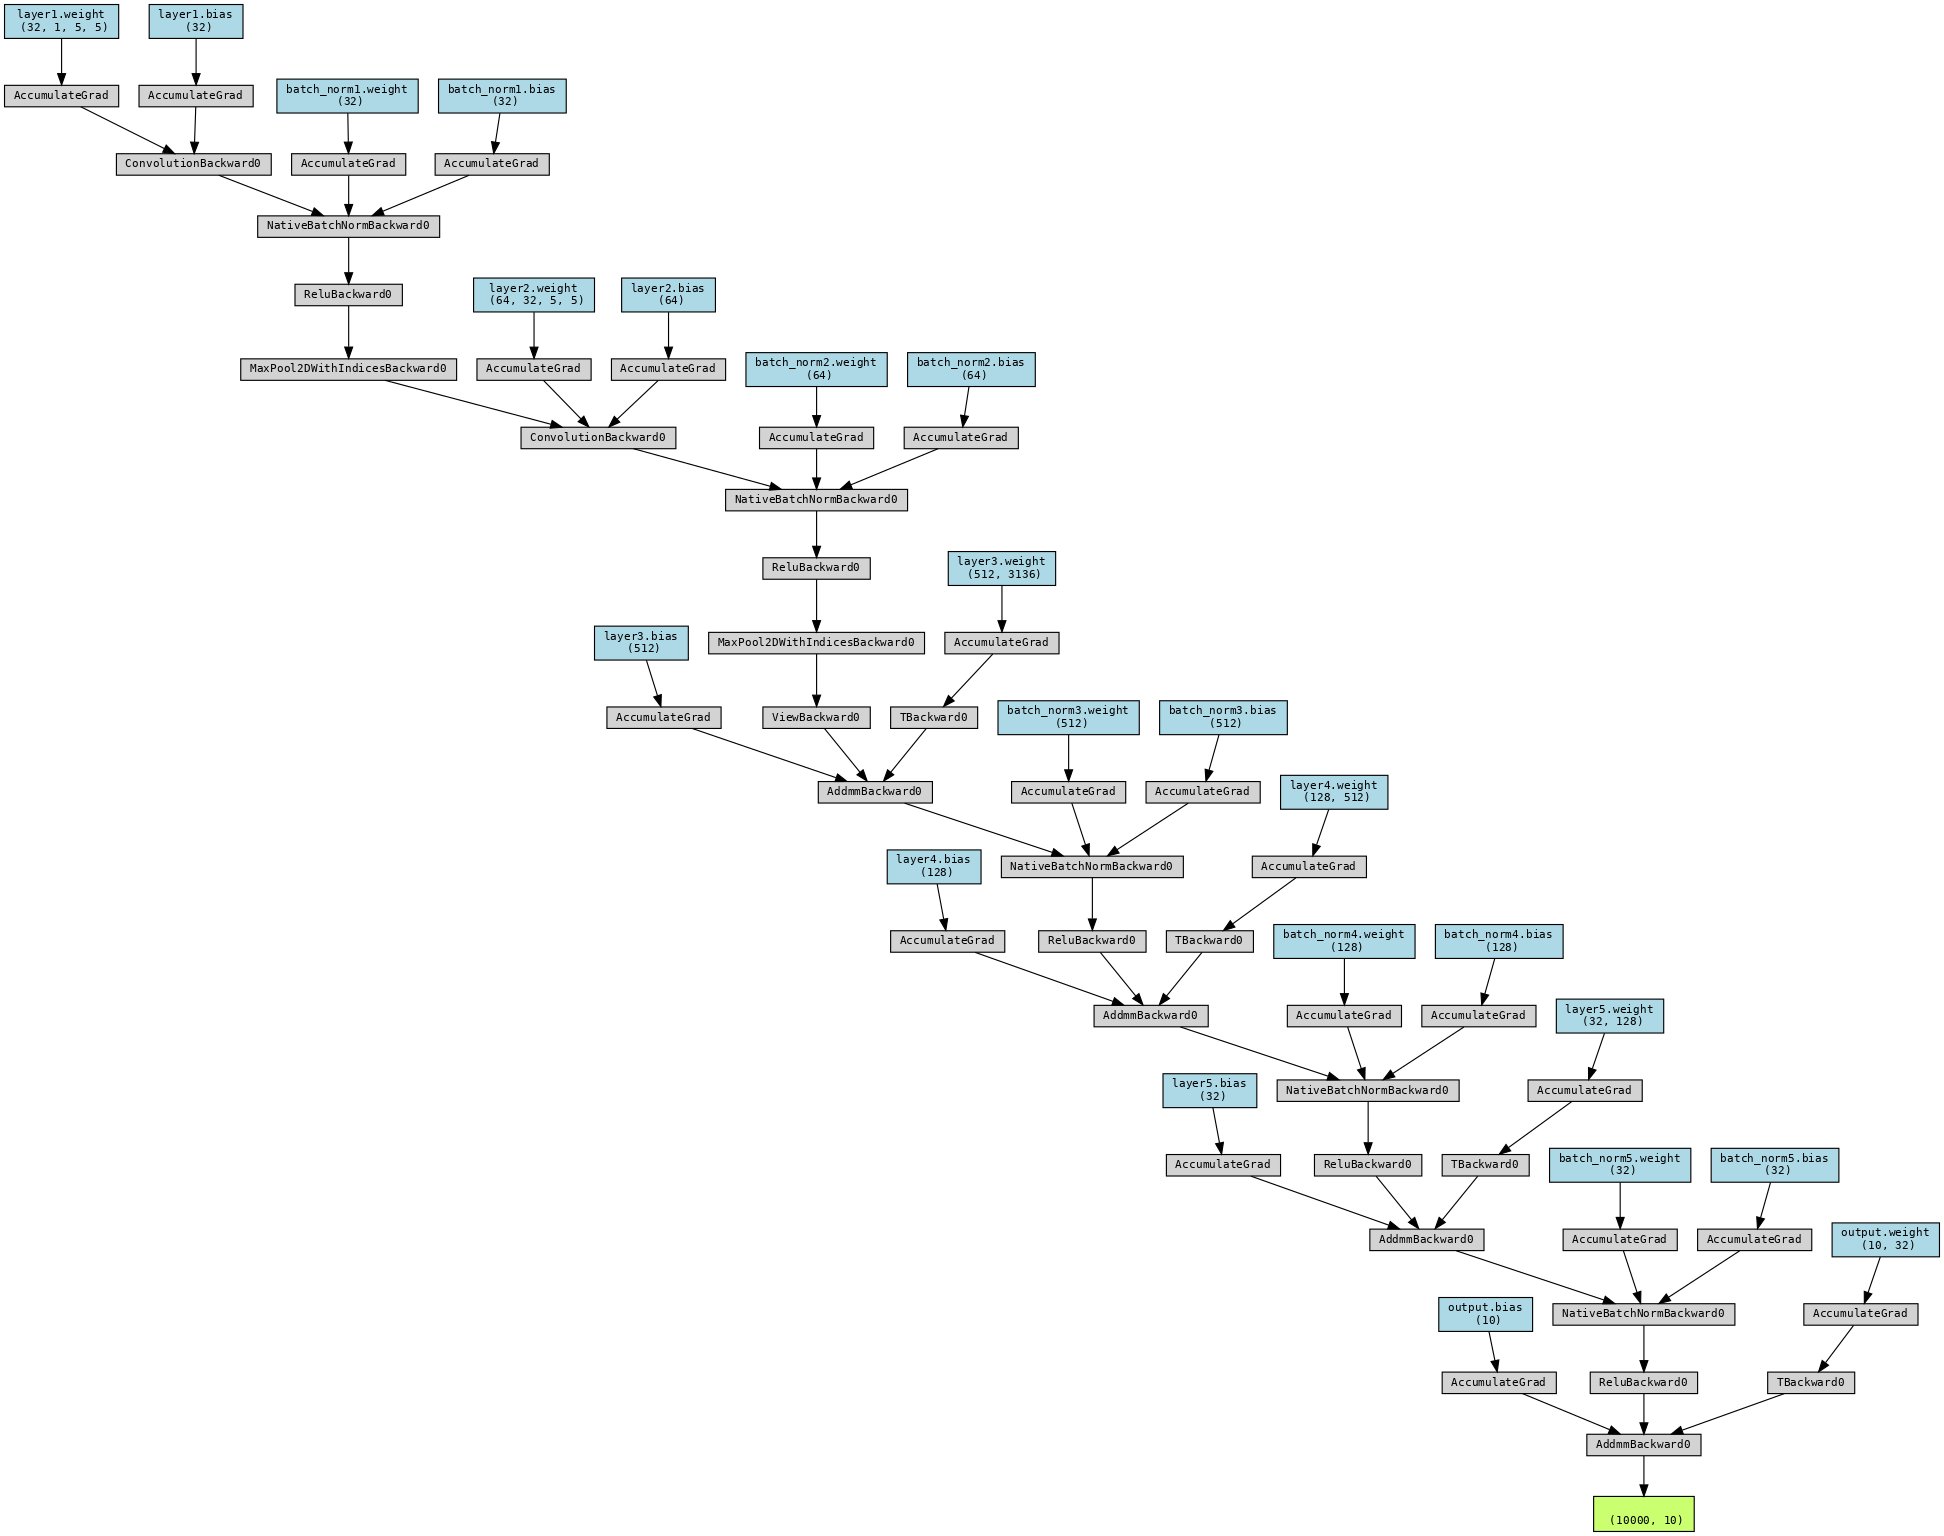 layer1.weight
(32, 1, 5, 5)
layer1.bias
(32)
AccumulateGrad
AccumulateGrad
batch_norm1.weight
(32)
batch_norm1.bias
(32)
ConvolutionBackward0
AccumulateGrad
AccumulateGrad
NativeBatchNormBackward0
ReluBackward0
layer2.weight
(64, 32, 5, 5)
layer2.bias
(64)
MaxPool2DWithIndicesBackward0
AccumulateGrad
AccumulateGrad
batch_norm2.weight
(64)
batch_norm2.bias
(64)
ConvolutionBackward0
AccumulateGrad
AccumulateGrad
NativeBatchNormBackward0
ReluBackward0
layer3.weight
(512, 3136)
layer3.bias
(512)
MaxPool2DWithIndicesBackward0
AccumulateGrad
AccumulateGrad
ViewBackward0
TBackward0
batch_norm3.weight
(512)
batch_norm3.bias
(512)
AddmmBackward0
AccumulateGrad
AccumulateGrad
layer4.weight
(128, 512)
layer4.bias
(128)
NativeBatchNormBackward0
AccumulateGrad
AccumulateGrad
ReluBackward0
TBackward0
batch_norm4.weight
(128)
batch_norm4.bias
(128)
AddmmBackward0
AccumulateGrad
AccumulateGrad
layer5.weight
(32, 128)
layer5.bias
(32)
NativeBatchNormBackward0
AccumulateGrad
AccumulateGrad
ReluBackward0
TBackward0
batch_norm5.weight
(32)
batch_norm5.bias
(32)
AddmmBackward0
AccumulateGrad
AccumulateGrad
output.weight
(10, 32)
output.bias
(10)
NativeBatchNormBackward0
AccumulateGrad
AccumulateGrad
ReluBackward0
TBackward0
AddmmBackward0
(10000, 10)